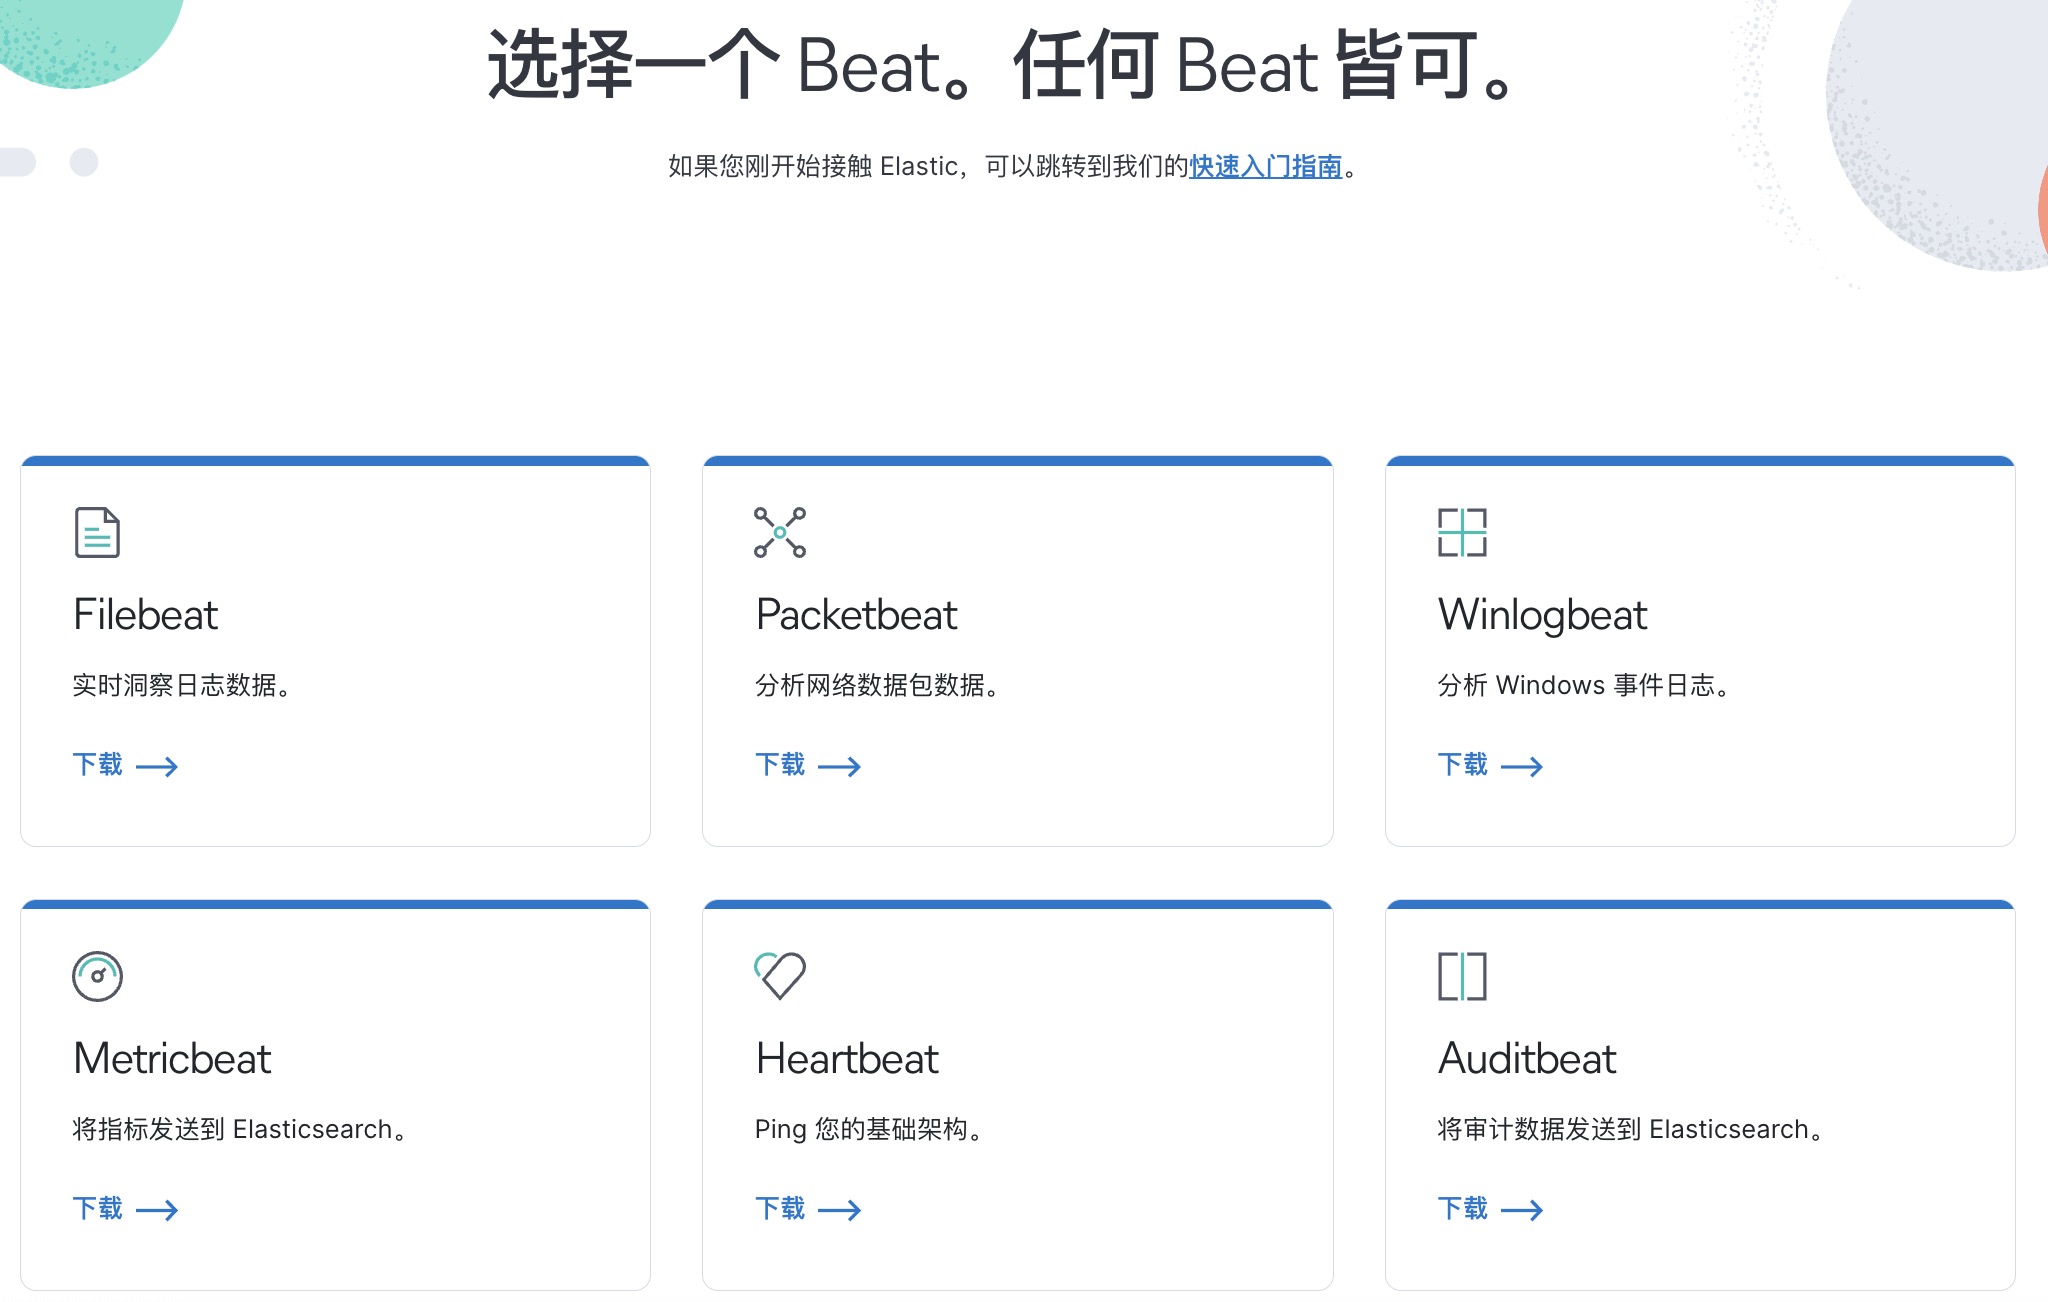 选择一个 Beat。任何 Beat 皆可。
如果您刚开始接触 Elastic，可以跳转到我们的快速入门指南。
Filebeat
实时洞察日志数据。
下载
Packetbeat
分析网络数据包数据。
下载
Winlogbeat
分析 Windows 事件日志。
下载
Metricbeat
将指标发送到 Elasticsearch。
下载
Heartbeat
Ping 您的基础架构。
下载
Auditbeat
将审计数据发送到 Elasticsearch。
下载